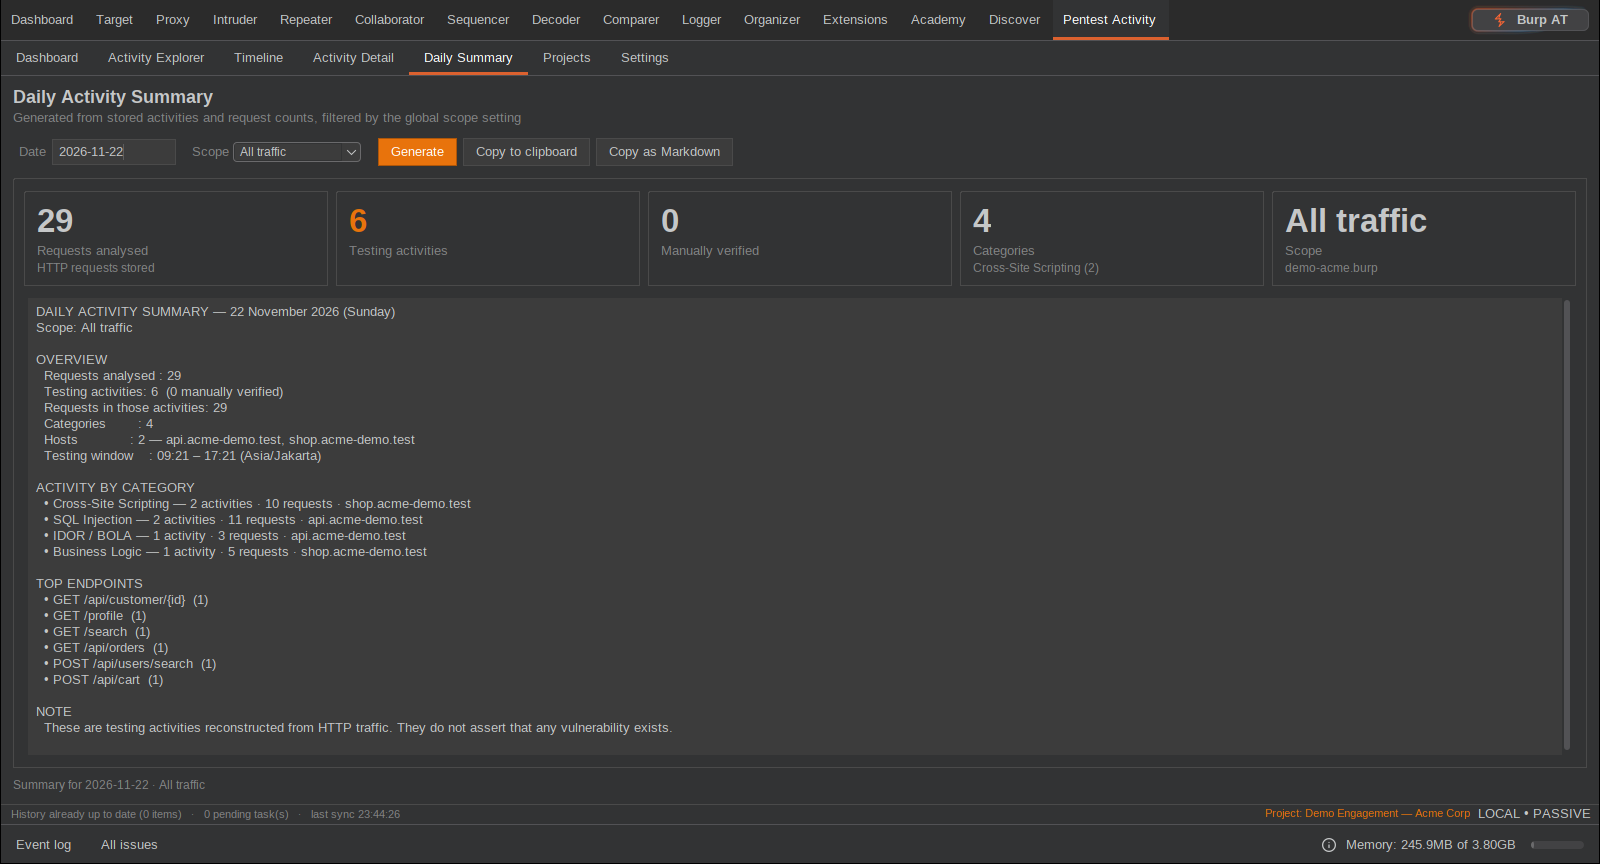 Dashboard Target Proxy Intruder Repeater Collaborator Sequencer Decoder Comparer Logger Organizer Extensions Academy Discover Pentest Activity Burp AT
Dashboard Activity Explorer Timeline Activity Detail Daily Summary Projects Settings
Daily Activity Summary
Generated from stored activities and request counts, filtered by the global scope setting
Date 2026-11-22 Scope All traffic Generate Copy to clipboard Copy as Markdown
29 6 0 4 All traffic
Requests analysed Testing activities Manually verified Categories Scope
HTTP requests stored Cross-Site Scripting (2) demo-acme.burp
DAILY ACTIVITY SUMMARY — 22 November 2026 (Sunday)
Scope: All traffic
OVERVIEW
Requests analysed : 29
Testing activities: 6 (0 manually verified)
Requests in those activities: 29
Categories : 4
Hosts : 2 — api.acme-demo.test, shop.acme-demo.test
Testing window : 09:21 – 17:21 (Asia/Jakarta)
ACTIVITY BY CATEGORY
• Cross-Site Scripting — 2 activities · 10 requests · shop.acme-demo.test
• SQL Injection — 2 activities · 11 requests · api.acme-demo.test
• IDOR / BOLA — 1 activity · 3 requests · api.acme-demo.test
• Business Logic — 1 activity · 5 requests · shop.acme-demo.test
TOP ENDPOINTS
• GET /api/customer/{id} (1)
• GET /profile (1)
• GET /search (1)
• GET /api/orders (1)
• POST /api/users/search (1)
• POST /api/cart (1)
NOTE
These are testing activities reconstructed from HTTP traffic. They do not assert that any vulnerability exists.
Summary for 2026-11-22 · All traffic
History already up to date (0 items) · 0 pending task(s) · last sync 23:44:26 Project: Demo Engagement — Acme Corp LOCAL • PASSIVE
Event log All issues Memory: 245.9MB of 3.80GB